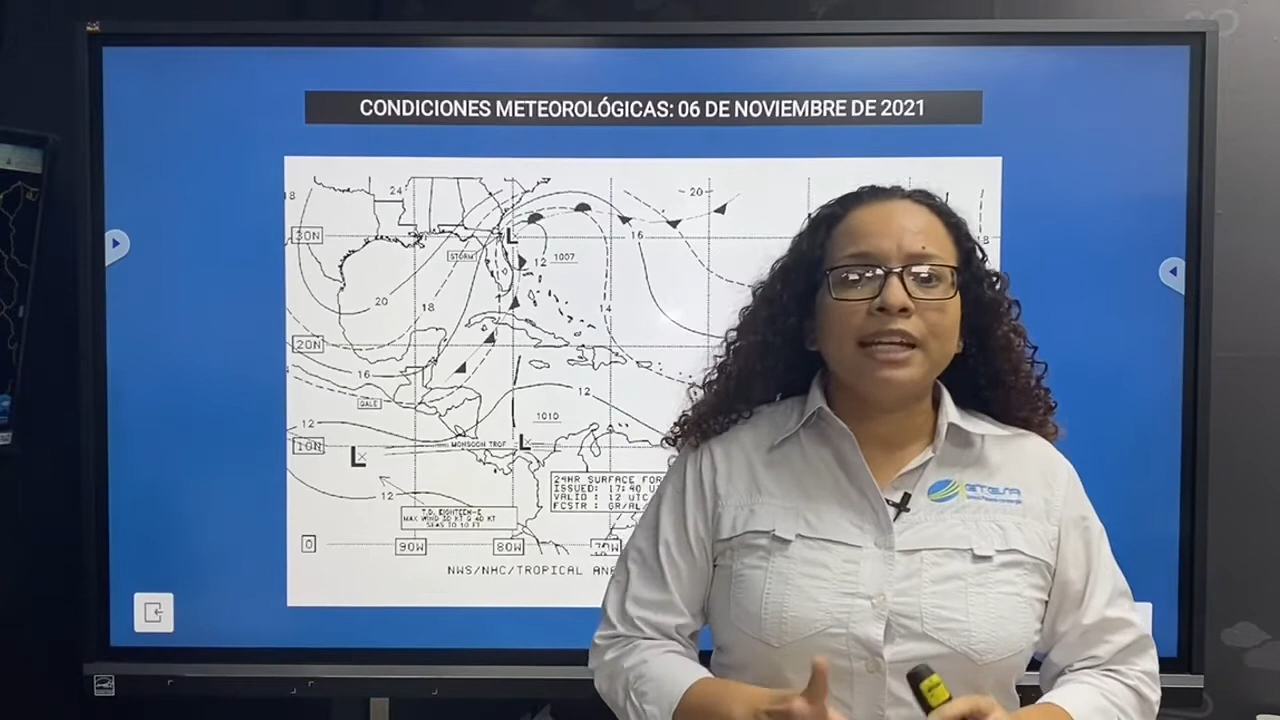 CONDICIONES METEOROLÓGICAS: 06 DE NOVIEMBRE DE 2021
24
20
18
30N
L
16
STORM
12
1007
20
18
14
20N
16
12
GALE
1010
12
10N
MONSOON TROF
L
L
24HR SURFACE FOR
ISSUED: 17:40 U
VALID : 12 UTC
FCSTR : GR/AL/
12
T.D. EIGHTEEN-E
MAX WIND 30 KT G 40 KT
SEAS TO 10 FT
0
90W
80W
70W
NWS/NHC/TROPICAL AN
ETESA